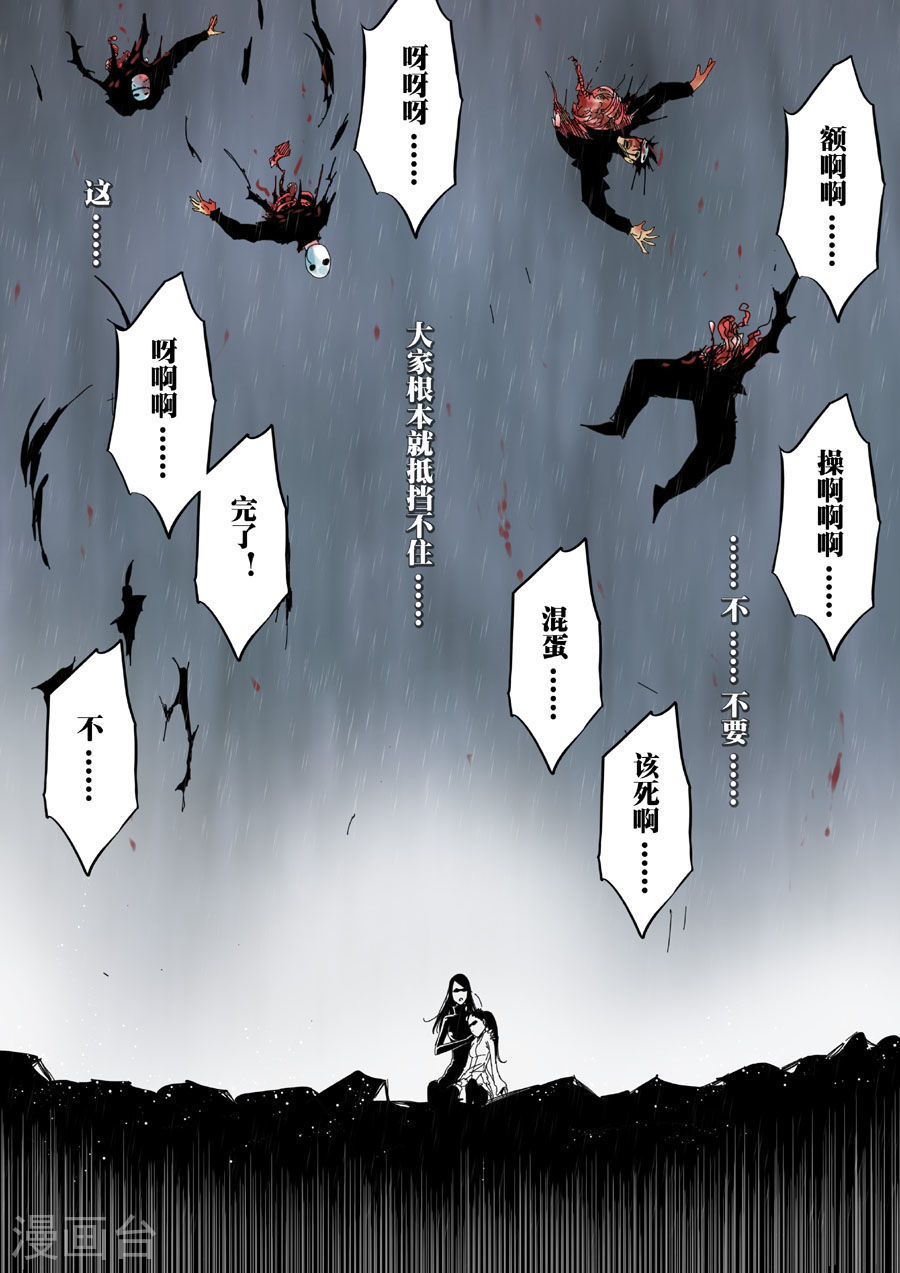 呀呀呀……
额啊啊……
这……
呀啊啊……
大家根本就抵挡不住……
操啊啊啊……
完了！
……不……不要……
混蛋……
不……
该死啊……
漫画台